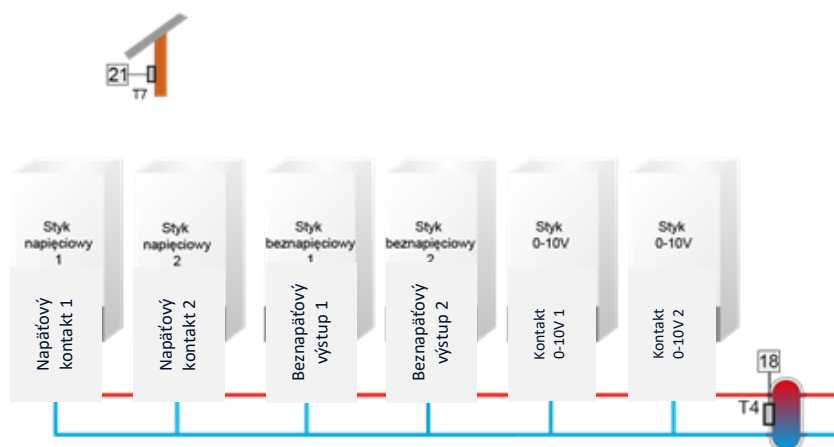 21
T7
Styk
napięciowy
1
Styk
napięciowy
2
Styk
beznapięciowy
1
Styk
beznapięciowy
2
Styk
0-10V
Styk
0-10V
Napäťový
kontakt 1
Napäťový
kontakt 2
Beznapäťový
výstup 1
Beznapäťový
výstup 2
Kontakt
0-10V 1
Kontakt
0-10V 2
18
T4